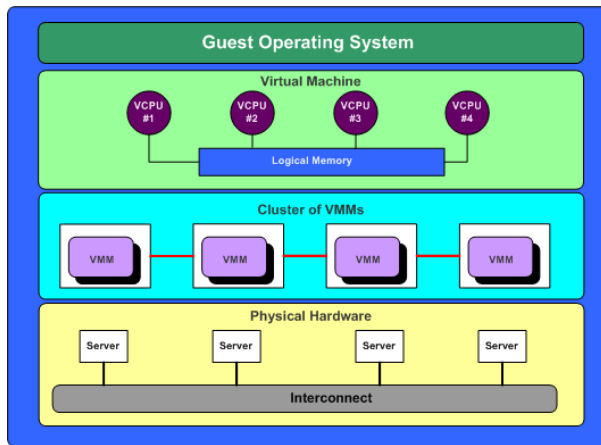 Guest Operating System
Virtual Machine
VCPU
#1
VCPU
#2
VCPU
#3
VCPU
#4
Logical Memory
Cluster of VMMs
VMM
VMM
VMM
VMM
Physical Hardware
Server
Server
Server
Server
Interconnect